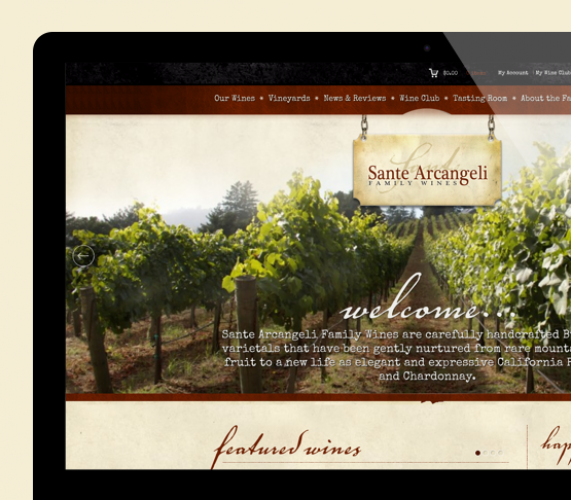 $0.00
My Account
My Wine Club
Our Wines • Vineyards • News & Reviews • Wine Club • Tasting Room • About the Fa
Sante Arcangeli
FAMILY WINES
welcome...
Sante Arcangeli Family Wines are carefully handcrafted
varietals that have been gently nurtured from rare mounta
fruit to a new life as elegant and expressive California P
and Chardonnay.
featured wines
hap